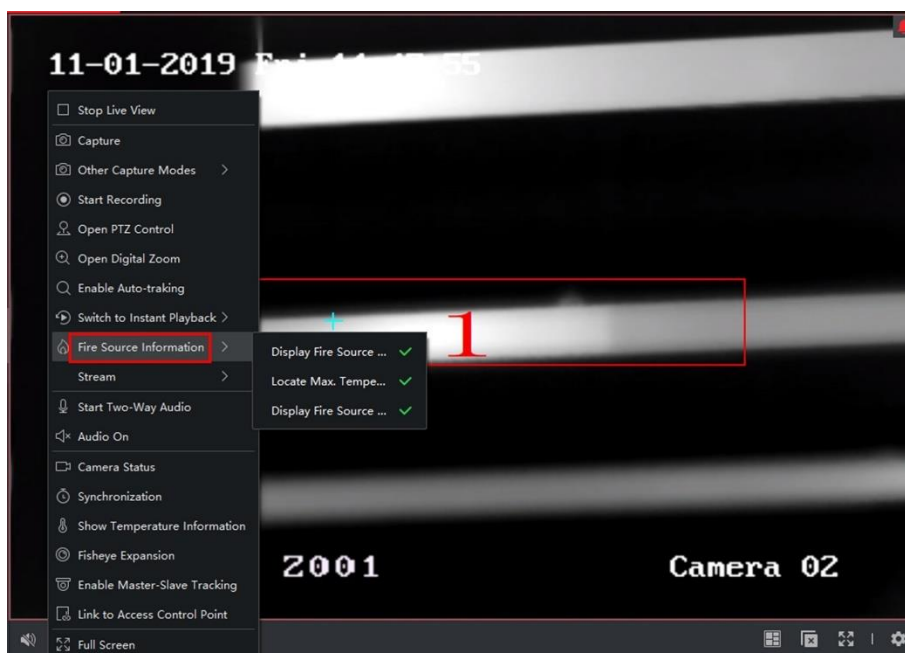 11-01-2019 Fri
Stop Live View
Capture
Other Capture Modes
Start Recording
Open PTZ Control
Open Digital Zoom
Enable Auto-traking
Switch to Instant Playback
Fire Source Information
Display Fire Source ...
Locate Max. Tempe...
Display Fire Source ...
1
Stream
Start Two-Way Audio
Audio On
Camera Status
Synchronization
Show Temperature Information
Fisheye Expansion
Z001
Camera 02
Enable Master-Slave Tracking
Link to Access Control Point
Full Screen